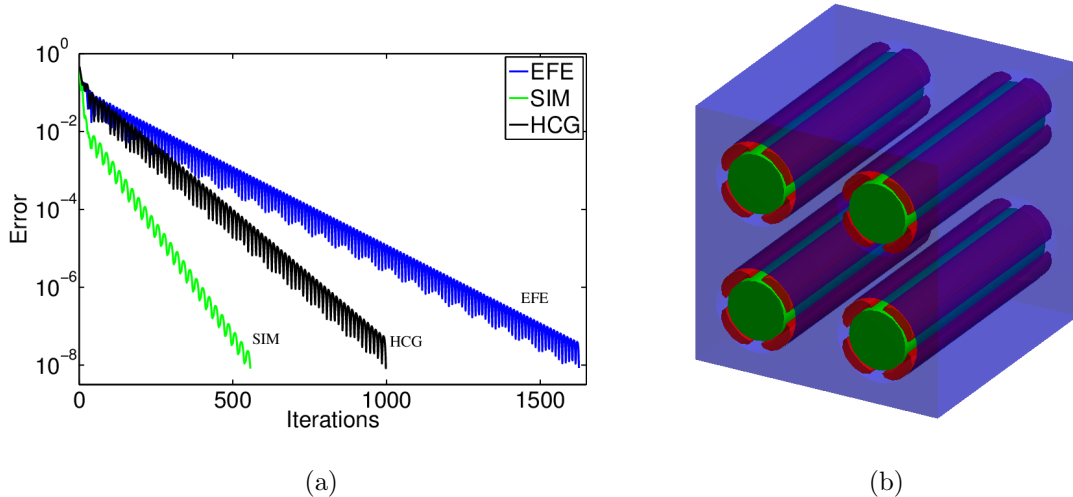 10^0
10^-2
10^-4
10^-6
10^-8
Error
0
500
1000
1500
Iterations
EFE
SIM
HCG
EFE
SIM
HCG
(a)
(b)